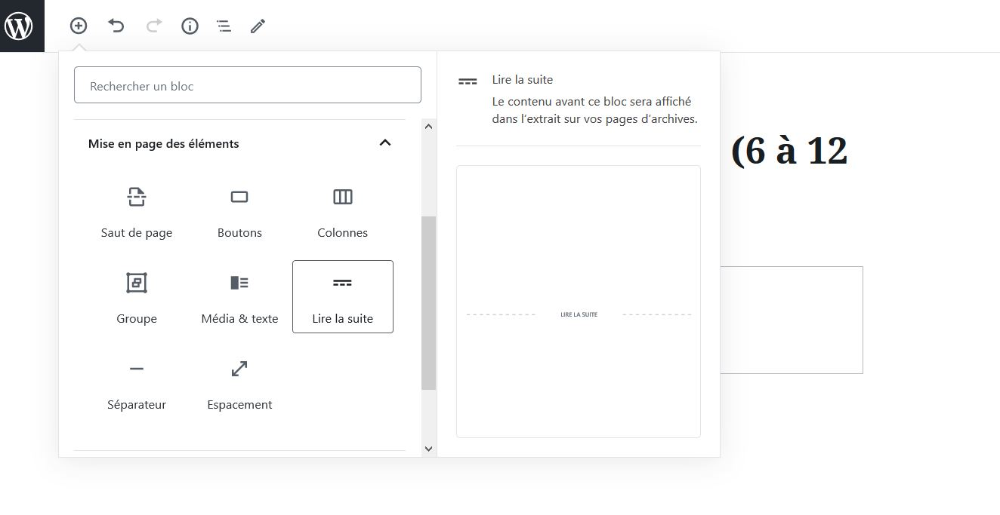 Rechercher un bloc
Mise en page des éléments
Saut de page
Boutons
Colonnes
Groupe
Média & texte
Lire la suite
Séparateur
Espacement
Lire la suite
Le contenu avant ce bloc sera affiché
dans l’extrait sur vos pages d’archives.
LIRE LA SUITE
(6 à 12